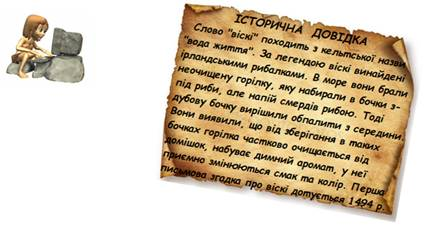 ІСТОРИЧНА ДОВІДКА
Слово "віскі" походить з кельтської назви
"вода життя". За легендою віскі винайдені
ірландськими рибалками. В море вони брали
неочищену горілку, яку набирали в бочки з-
під риби, але напій смердів рибою. Тоді
дубову бочку вирішили обпалити з середини.
Вони виявили, що від зберігання в таких
бочках горілка частково очищається від
домішок, набуває димний аромат, у неї
приємно змінюються смак та колір. Перша
письмова згадка про віскі датується 1494 р.